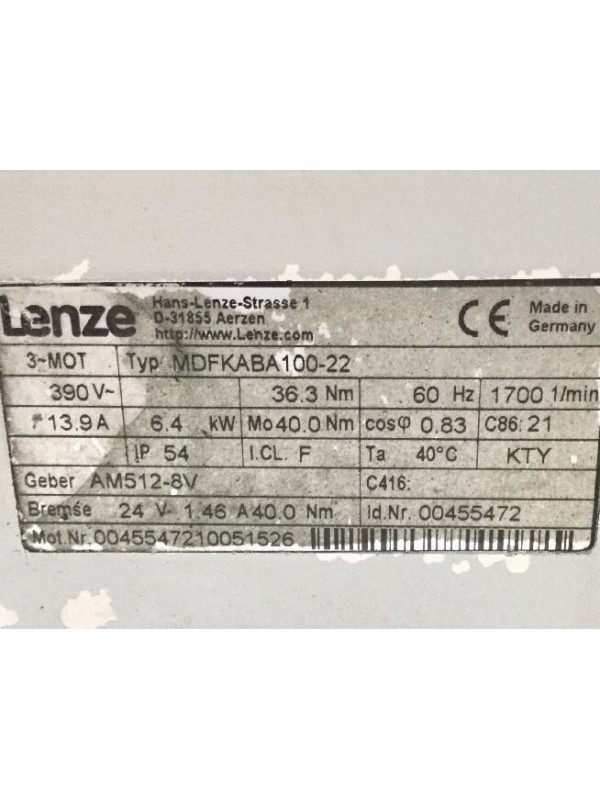 Lenze Hans-Lenze-Strasse 1
D-31855 Aerzen
http://www.Lenze.com
CE Made in
Germany
3~MOT Typ MDFKABA100-22
390 V~ 36.3 Nm 60 Hz 1700 1/min
13.9 A 6.4 kW Mo 40.0 Nm cosφ 0.83 C86: 21
IP 54 I.CL. F Ta 40°C KTY
Geber AM512-8V C416:
Bremse 24 V 1.46 A 40.0 Nm Id.Nr. 00455472
Mot.Nr. 0045547210051526